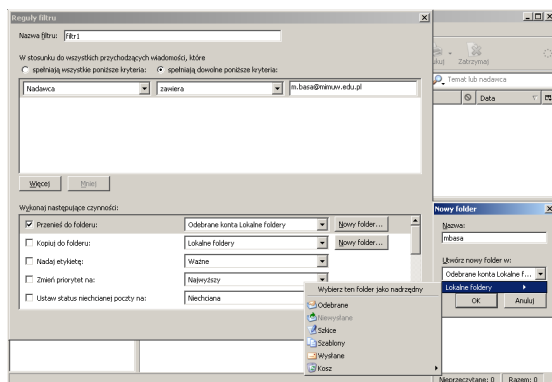 Reguły filtru
Nazwa filtru: Filtr1
W stosunku do wszystkich przychodzących wiadomości, które
spełniają wszystkie poniższe kryteria: spełniają dowolne poniższe kryteria:
Nadawca zawiera m.basa@mimuw.edu.pl
Więcej Mniej
Wykonaj następujące czynności:
Przenieś do folderu: Odebrane konta Lokalne foldery Nowy folder...
Kopiuj do folderu: Lokalne foldery Nowy folder...
Nadaj etykietę: Ważne
Zmień priorytet na: Najwyższy
Ustaw status niechcianej poczty na: Niechciana
Wybierz ten folder jako nadrzędny
Odebrane
Niewysłane
Szkice
Szablony
Wysłane
Kosz
Zatrzymaj
Temat lub nadawca
Data
Nowy folder
Nazwa:
mbasa
Utwórz nowy folder w:
Odebrane konta Lokalne f...
Lokalne foldery
OK Anuluj
Nieprzeczytane: 0 Razem: 0